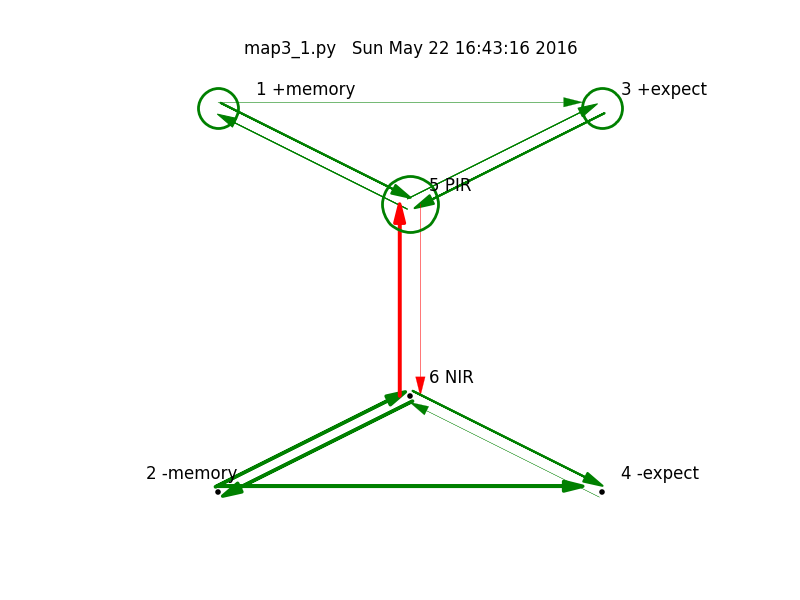 map3_1.py   Sun May 22 16:43:16 2016
1 +memory
3 +expect
5 PIR
6 NIR
2 -memory
4 -expect